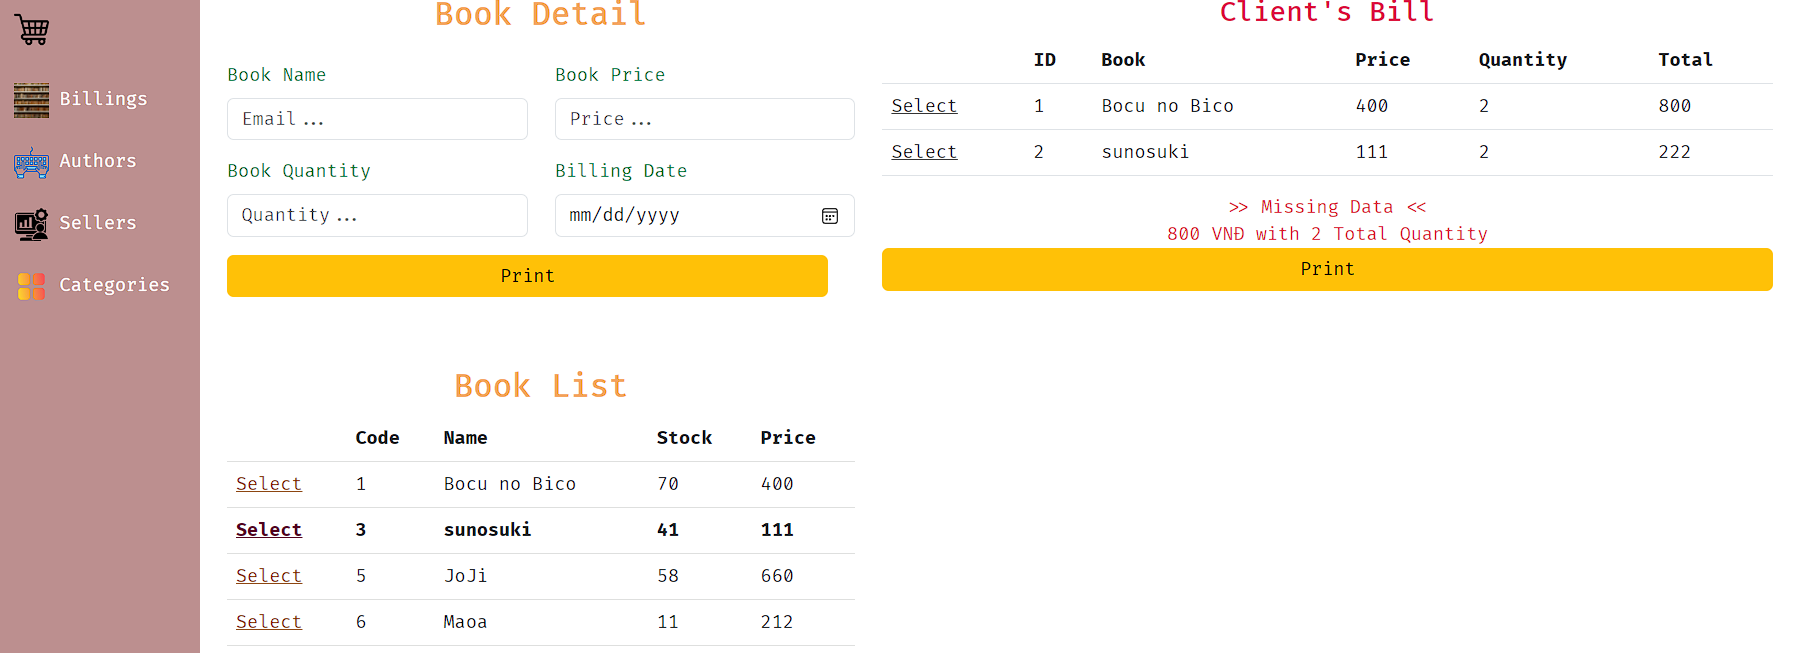 Billings
Authors
Sellers
Categories
Book Detail
Book Name Book Price
Email... Price...
Book Quantity Billing Date
Quantity... mm/dd/yyyy
Print
Book List
Code Name Stock Price
Select 1 Bocu no Bico 70 400
Select 3 sunosuki 41 111
Select 5 JoJi 58 660
Select 6 Maoa 11 212
Client's Bill
ID Book Price Quantity Total
Select 1 Bocu no Bico 400 2 800
Select 2 sunosuki 111 2 222
>> Missing Data <<
800 VNĐ with 2 Total Quantity
Print